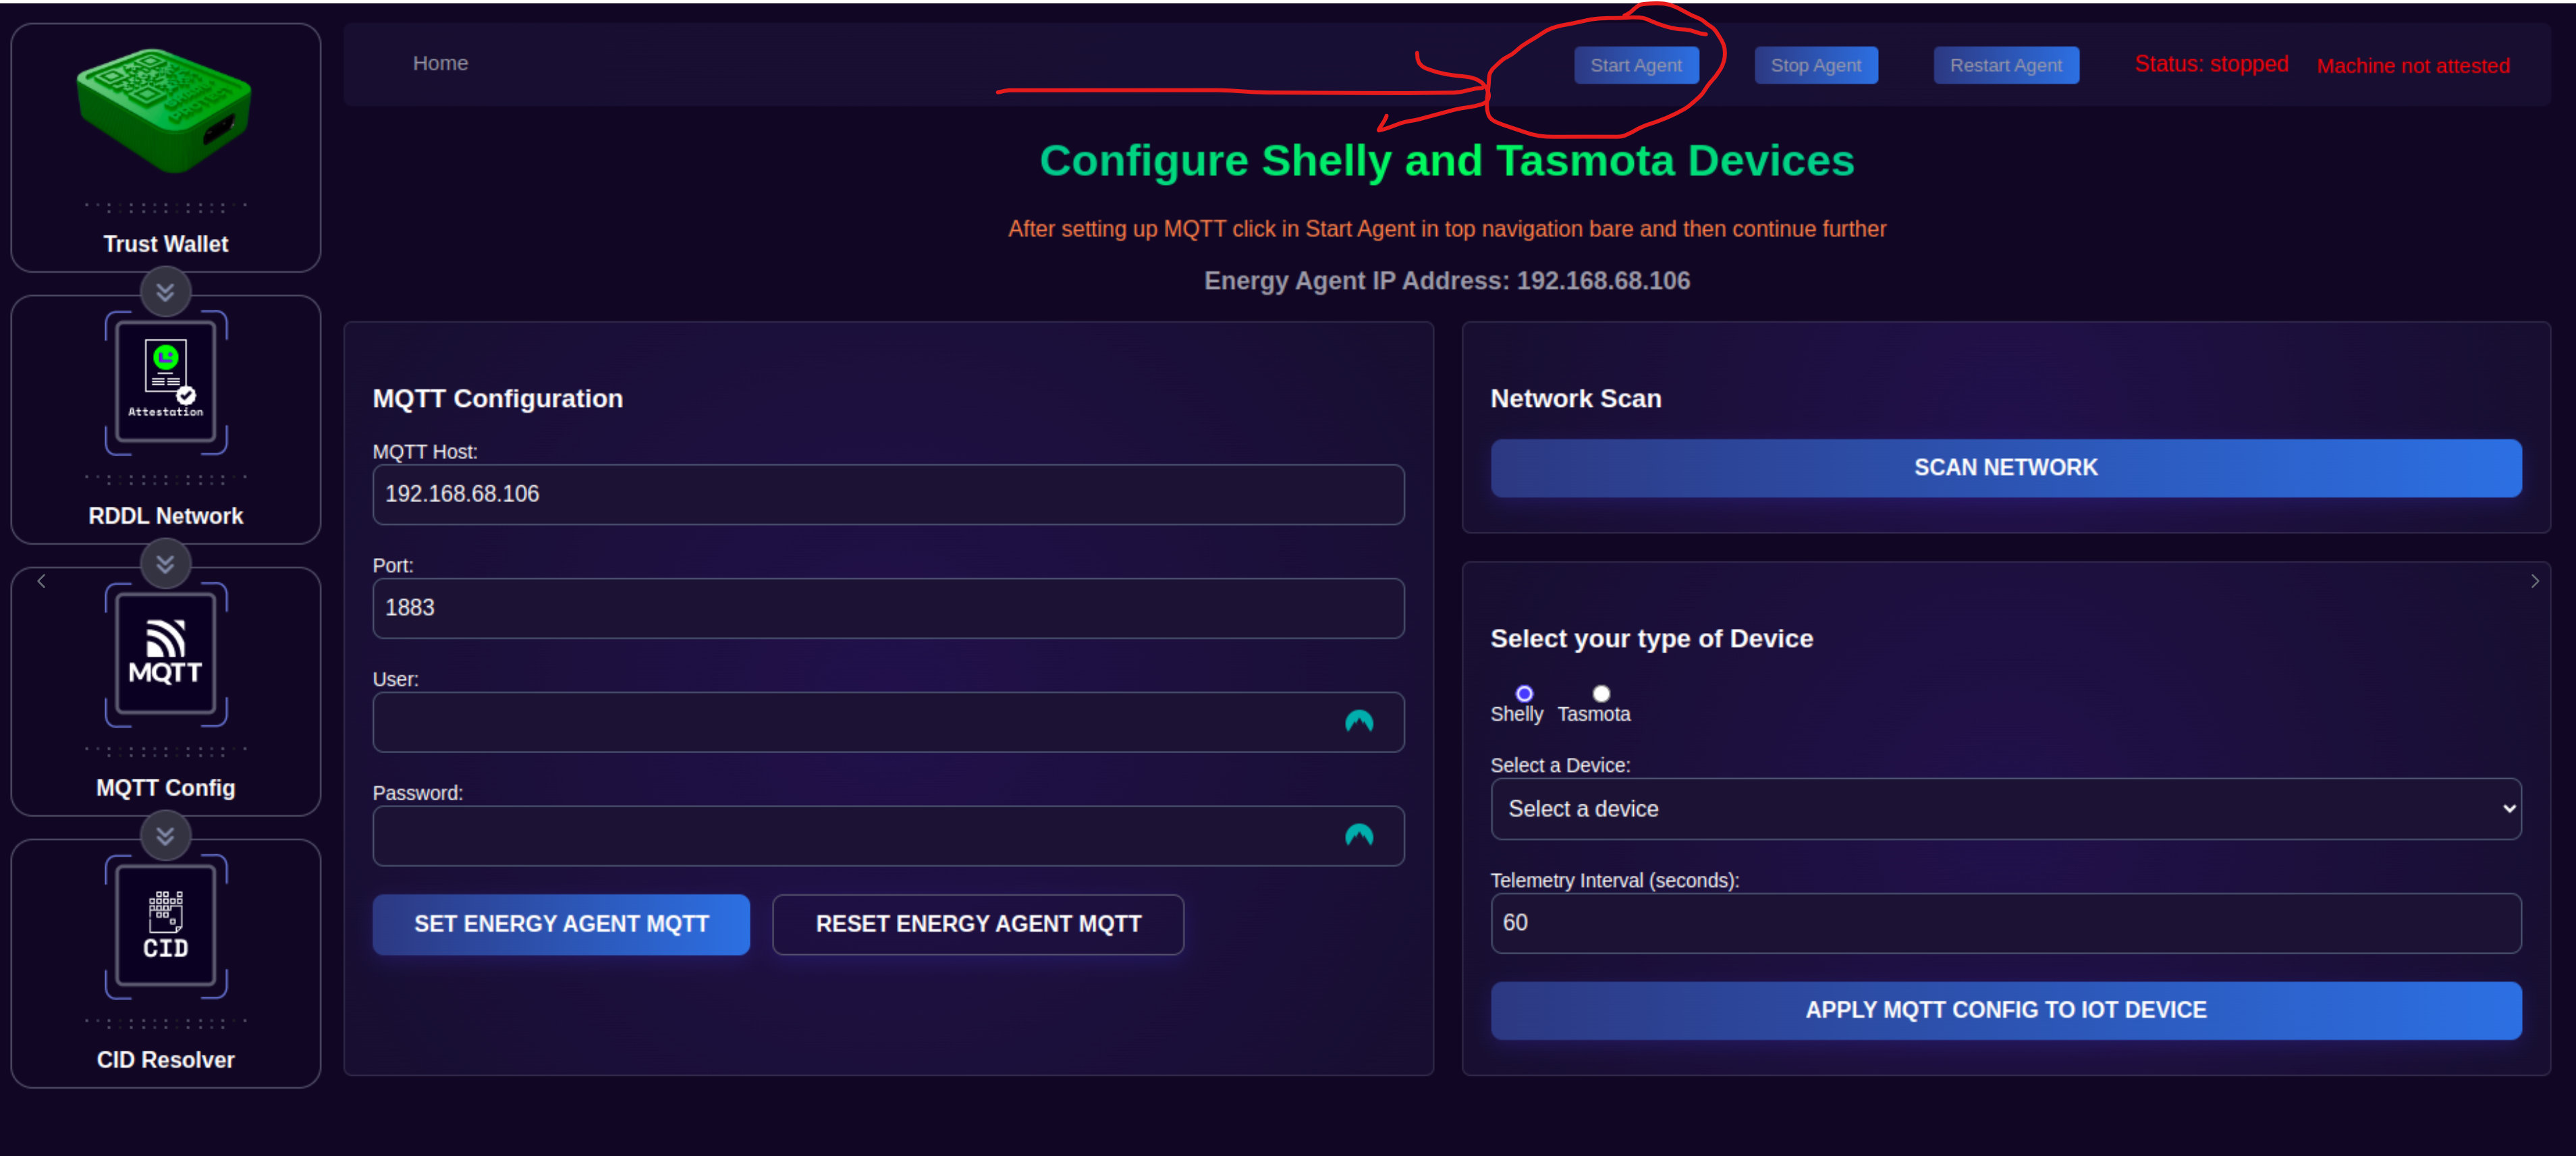 Home
Start Agent
Stop Agent
Restart Agent
Status: stopped
Machine not attested
Trust Wallet
Attestation
RDDL Network
MQTT
MQTT Config
CID
CID Resolver
Configure Shelly and Tasmota Devices
After setting up MQTT click in Start Agent in top navigation bare and then continue further
Energy Agent IP Address: 192.168.68.106
MQTT Configuration
MQTT Host:
192.168.68.106
Port:
1883
User:
Password:
SET ENERGY AGENT MQTT
RESET ENERGY AGENT MQTT
Network Scan
SCAN NETWORK
Select your type of Device
Shelly
Tasmota
Select a Device:
Select a device
Telemetry Interval (seconds):
60
APPLY MQTT CONFIG TO IOT DEVICE